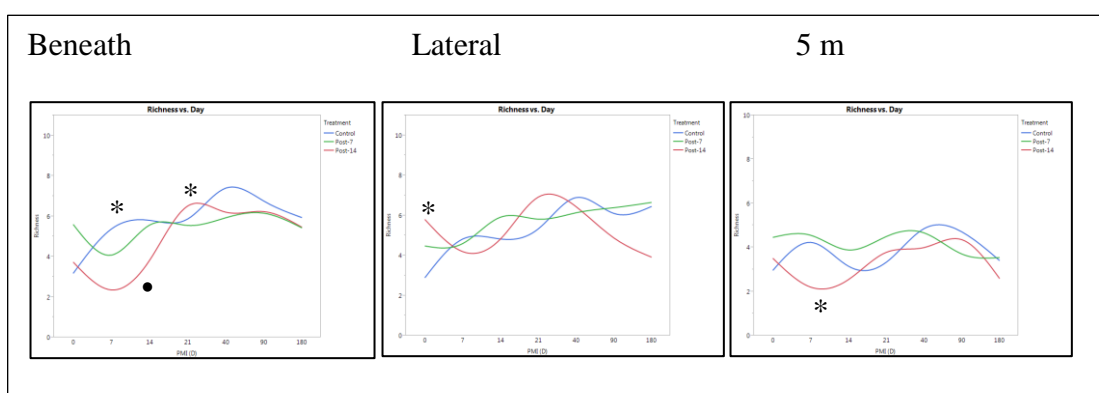 Beneath
Lateral
5 m
Richness vs. Day
Treatment
Control
Post-7
Post-14
Richness
10
8
6
4
2
0
*
*
•
0 7 14 21 40 90 180
PMI (D)
Richness vs. Day
Treatment
Control
Post-7
Post-14
Richness
10
8
6
4
2
0
*
0 7 14 21 40 90 180
PMI (D)
Richness vs. Day
Treatment
Control
Post-7
Post-14
Richness
10
8
6
4
2
0
*
0 7 14 21 40 90 180
PMI (D)